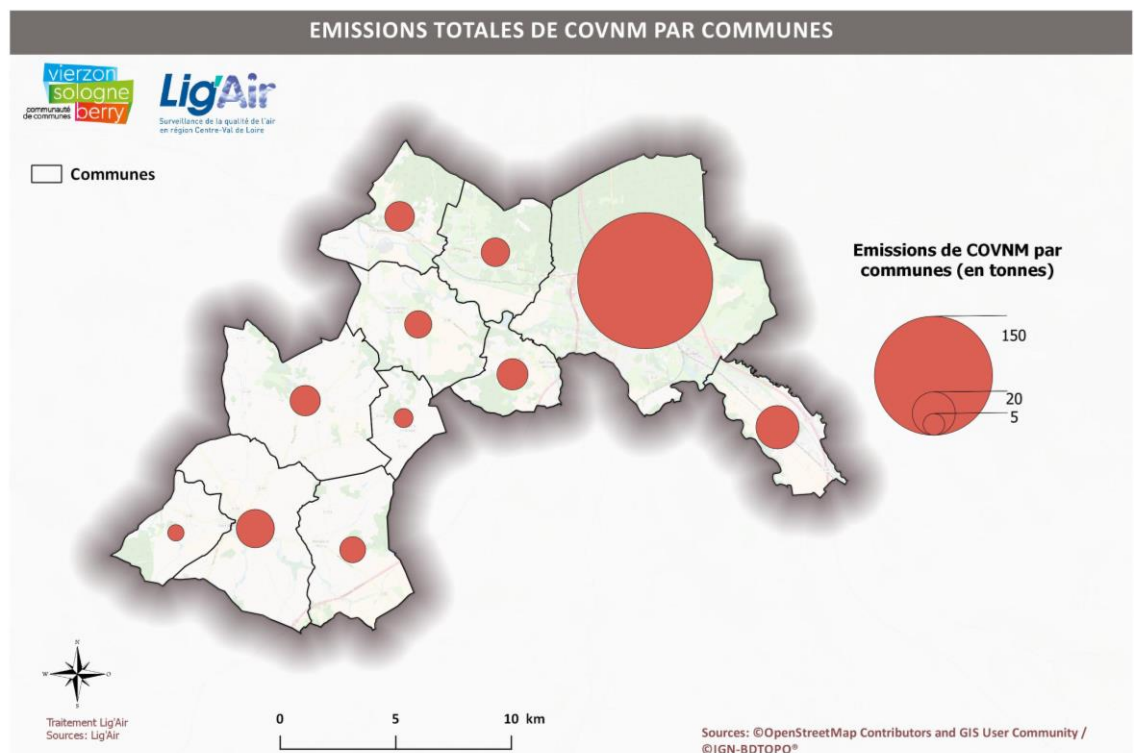 EMISSIONS TOTALES DE COVNM PAR COMMUNES
vierzon
sologne
communauté
de communes
berry
Lig'Air
Surveillance de la qualité de l'air
en région Centre-Val de Loire
Communes
Emissions de COVNM par
communes (en tonnes)
150
20
5
N
W
O
S
Traitement Lig'Air
Sources: Lig'Air
0
5
10 km
Sources: ©OpenStreetMap Contributors and GIS User Community /
©IGN-BDTOPO®